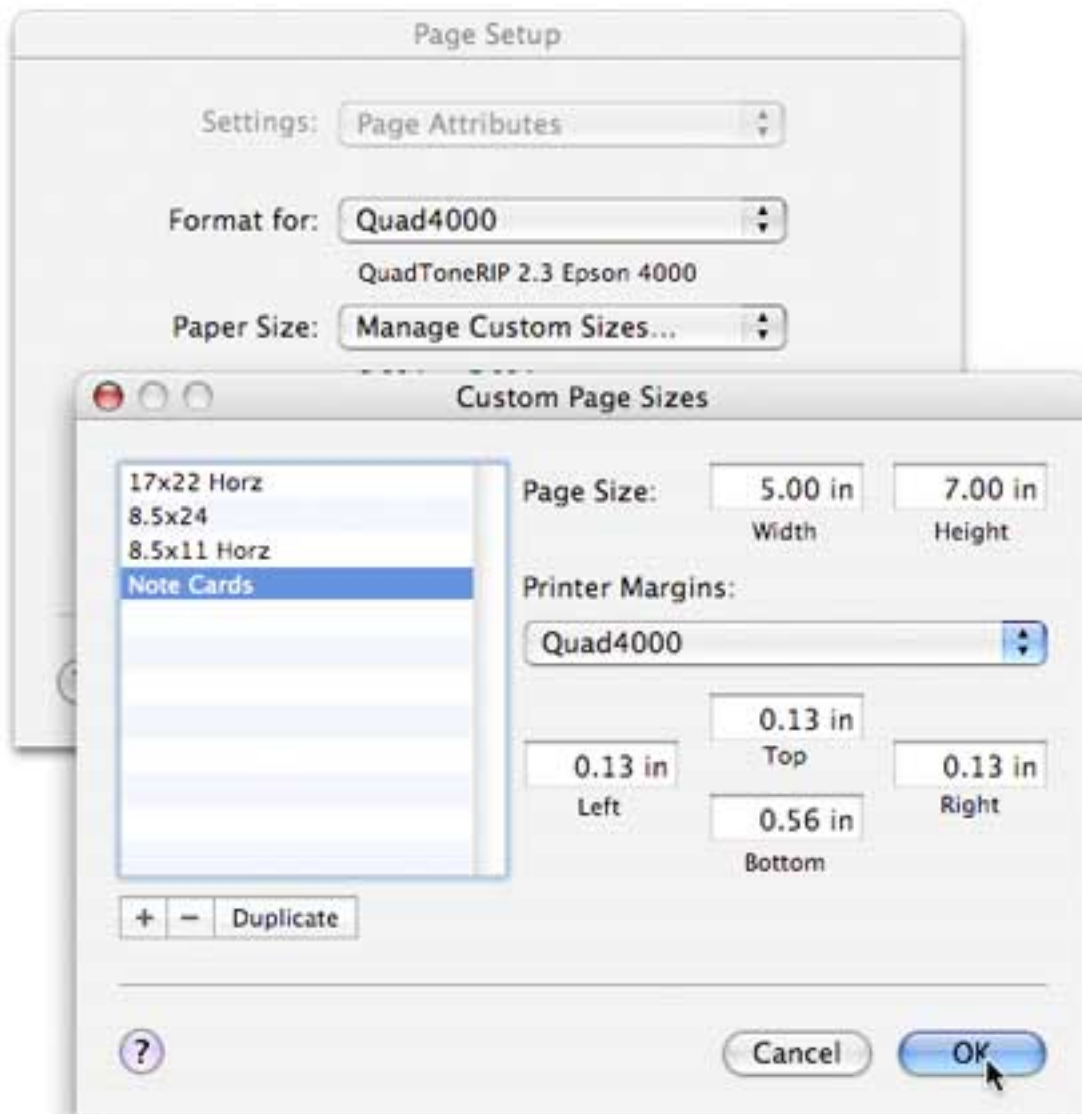 Page Setup
Settings: Page Attributes
Format for: Quad4000
QuadToneRIP 2.3 Epson 4000
Paper Size: Manage Custom Sizes...
Custom Page Sizes
17x22 Horz
8.5x24
8.5x11 Horz
Note Cards
Page Size: 5.00 in 7.00 in
Width Height
Printer Margins:
Quad4000
0.13 in
Top
0.13 in 0.13 in
Left Right
0.56 in
Bottom
+ - Duplicate
? Cancel OK